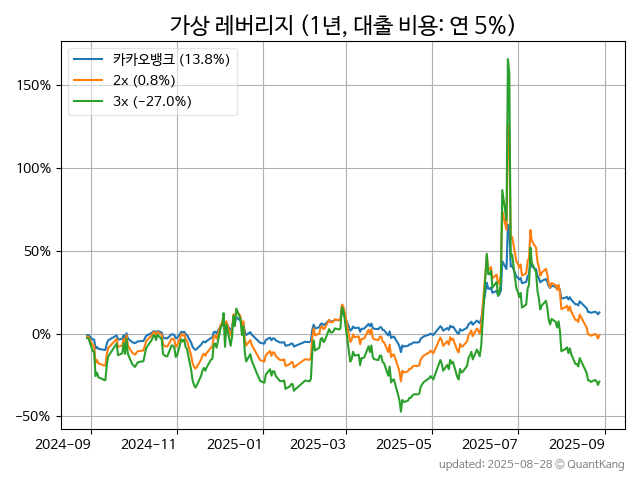 가상 레버리지 (1년, 대출 비용: 연 5%)
카카오뱅크 (13.8%)
2x (0.8%)
3x (−27.0%)
150%
100%
50%
0%
−50%
2024-09 2024-11 2025-01 2025-03 2025-05 2025-07 2025-09
updated: 2025-08-28 © QuantKang